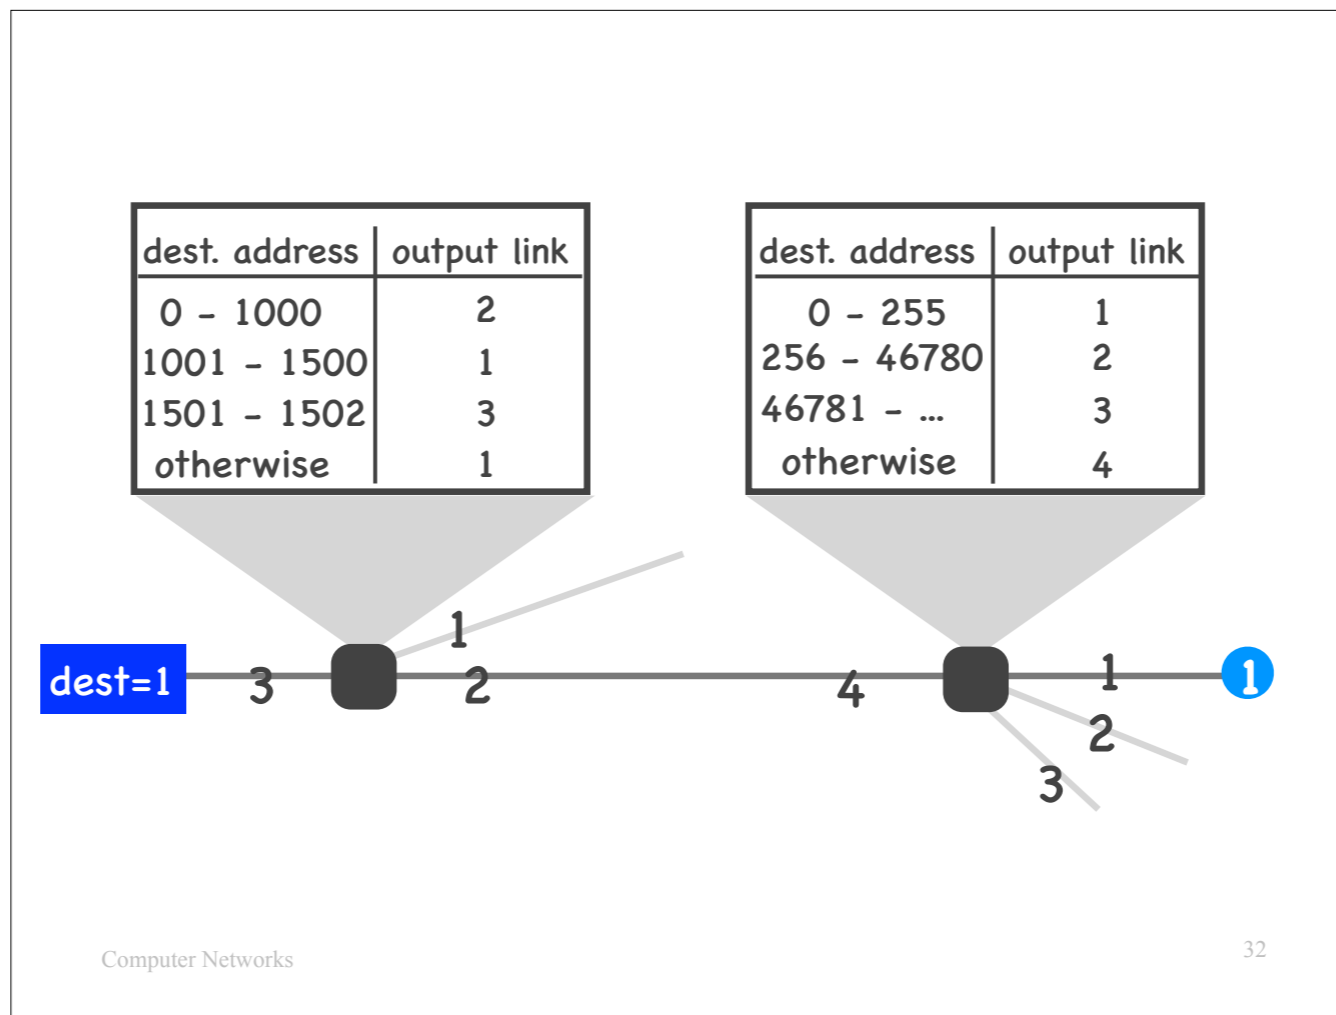 dest. address output link
0 - 1000 2
1001 - 1500 1
1501 - 1502 3
otherwise 1
dest. address output link
0 - 255 1
256 - 46780 2
46781 - ... 3
otherwise 4
1
dest=1 3 2 4 1 1
2
3
Computer Networks 32